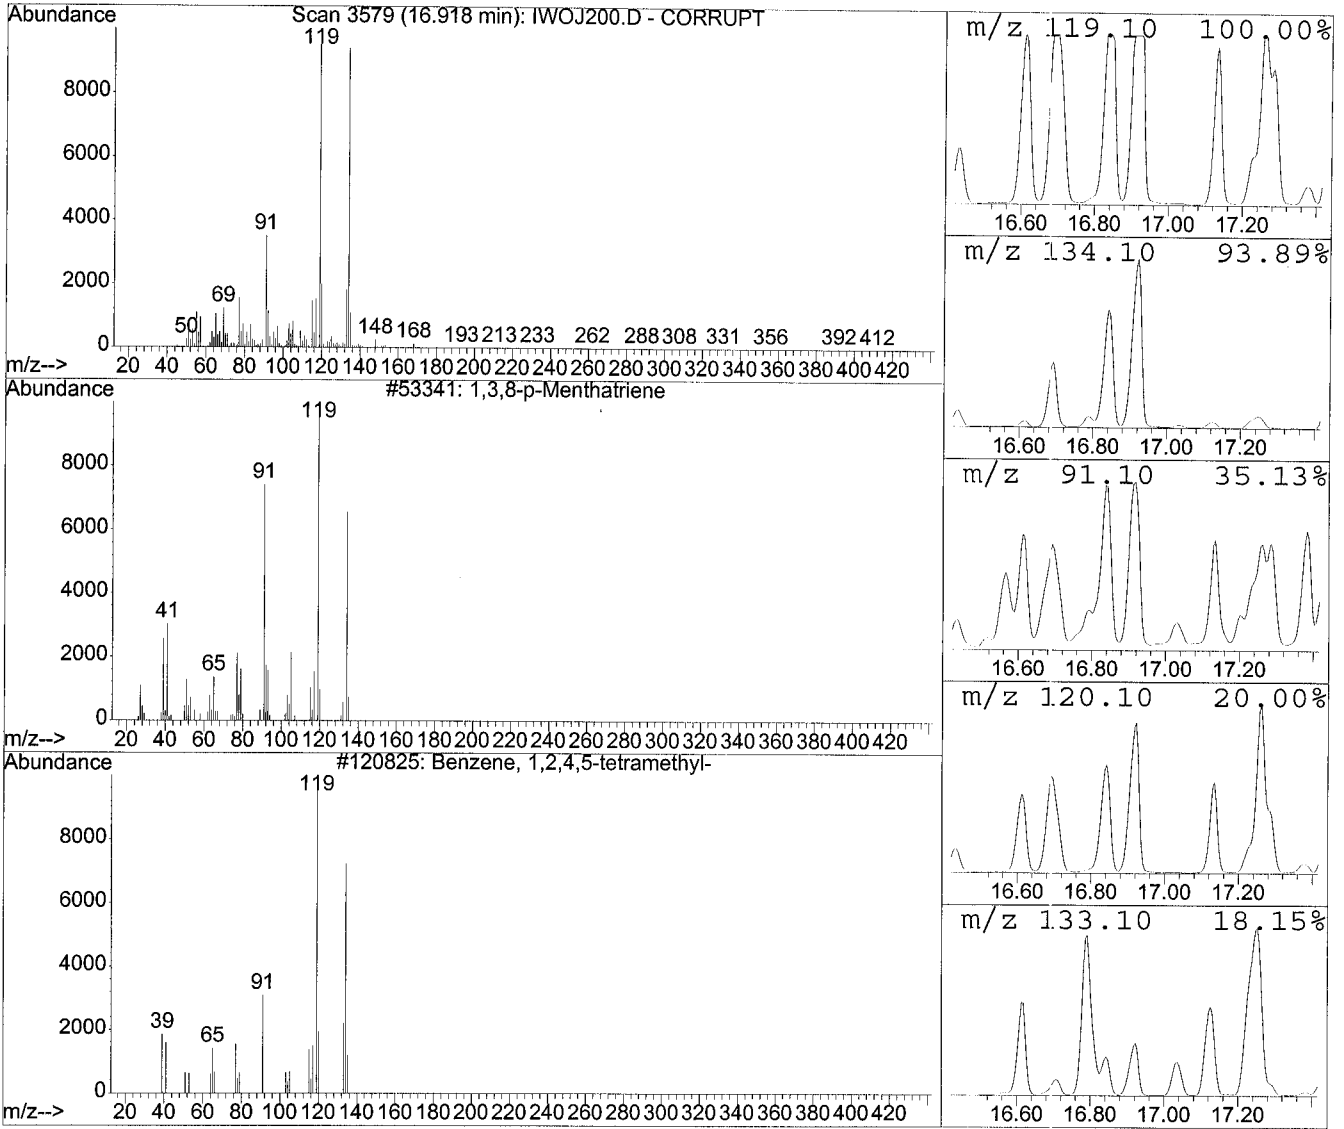 Abundance
Scan 3579 (16.918 min): IWOJ200.D - CORRUPT
119
8000
6000
4000
91
2000
69
50
148 168 193 213 233 262 288 308 331 356 392 412
0
m/z-->
20 40 60 80 100 120 140 160 180 200 220 240 260 280 300 320 340 360 380 400 420
Abundance
#53341: 1,3,8-p-Menthatriene
119
8000
91
6000
4000
41
2000
65
0
m/z-->
20 40 60 80 100 120 140 160 180 200 220 240 260 280 300 320 340 360 380 400 420
Abundance
#120825: Benzene, 1,2,4,5-tetramethyl-
119
8000
6000
4000
91
39
2000
65
0
m/z-->
20 40 60 80 100 120 140 160 180 200 220 240 260 280 300 320 340 360 380 400 420
m/z 119.10 100.00%
16.60 16.80 17.00 17.20
m/z 134.10 93.89%
16.60 16.80 17.00 17.20
m/z 91.10 35.13%
16.60 16.80 17.00 17.20
m/z 120.10 20.00%
16.60 16.80 17.00 17.20
m/z 133.10 18.15%
16.60 16.80 17.00 17.20